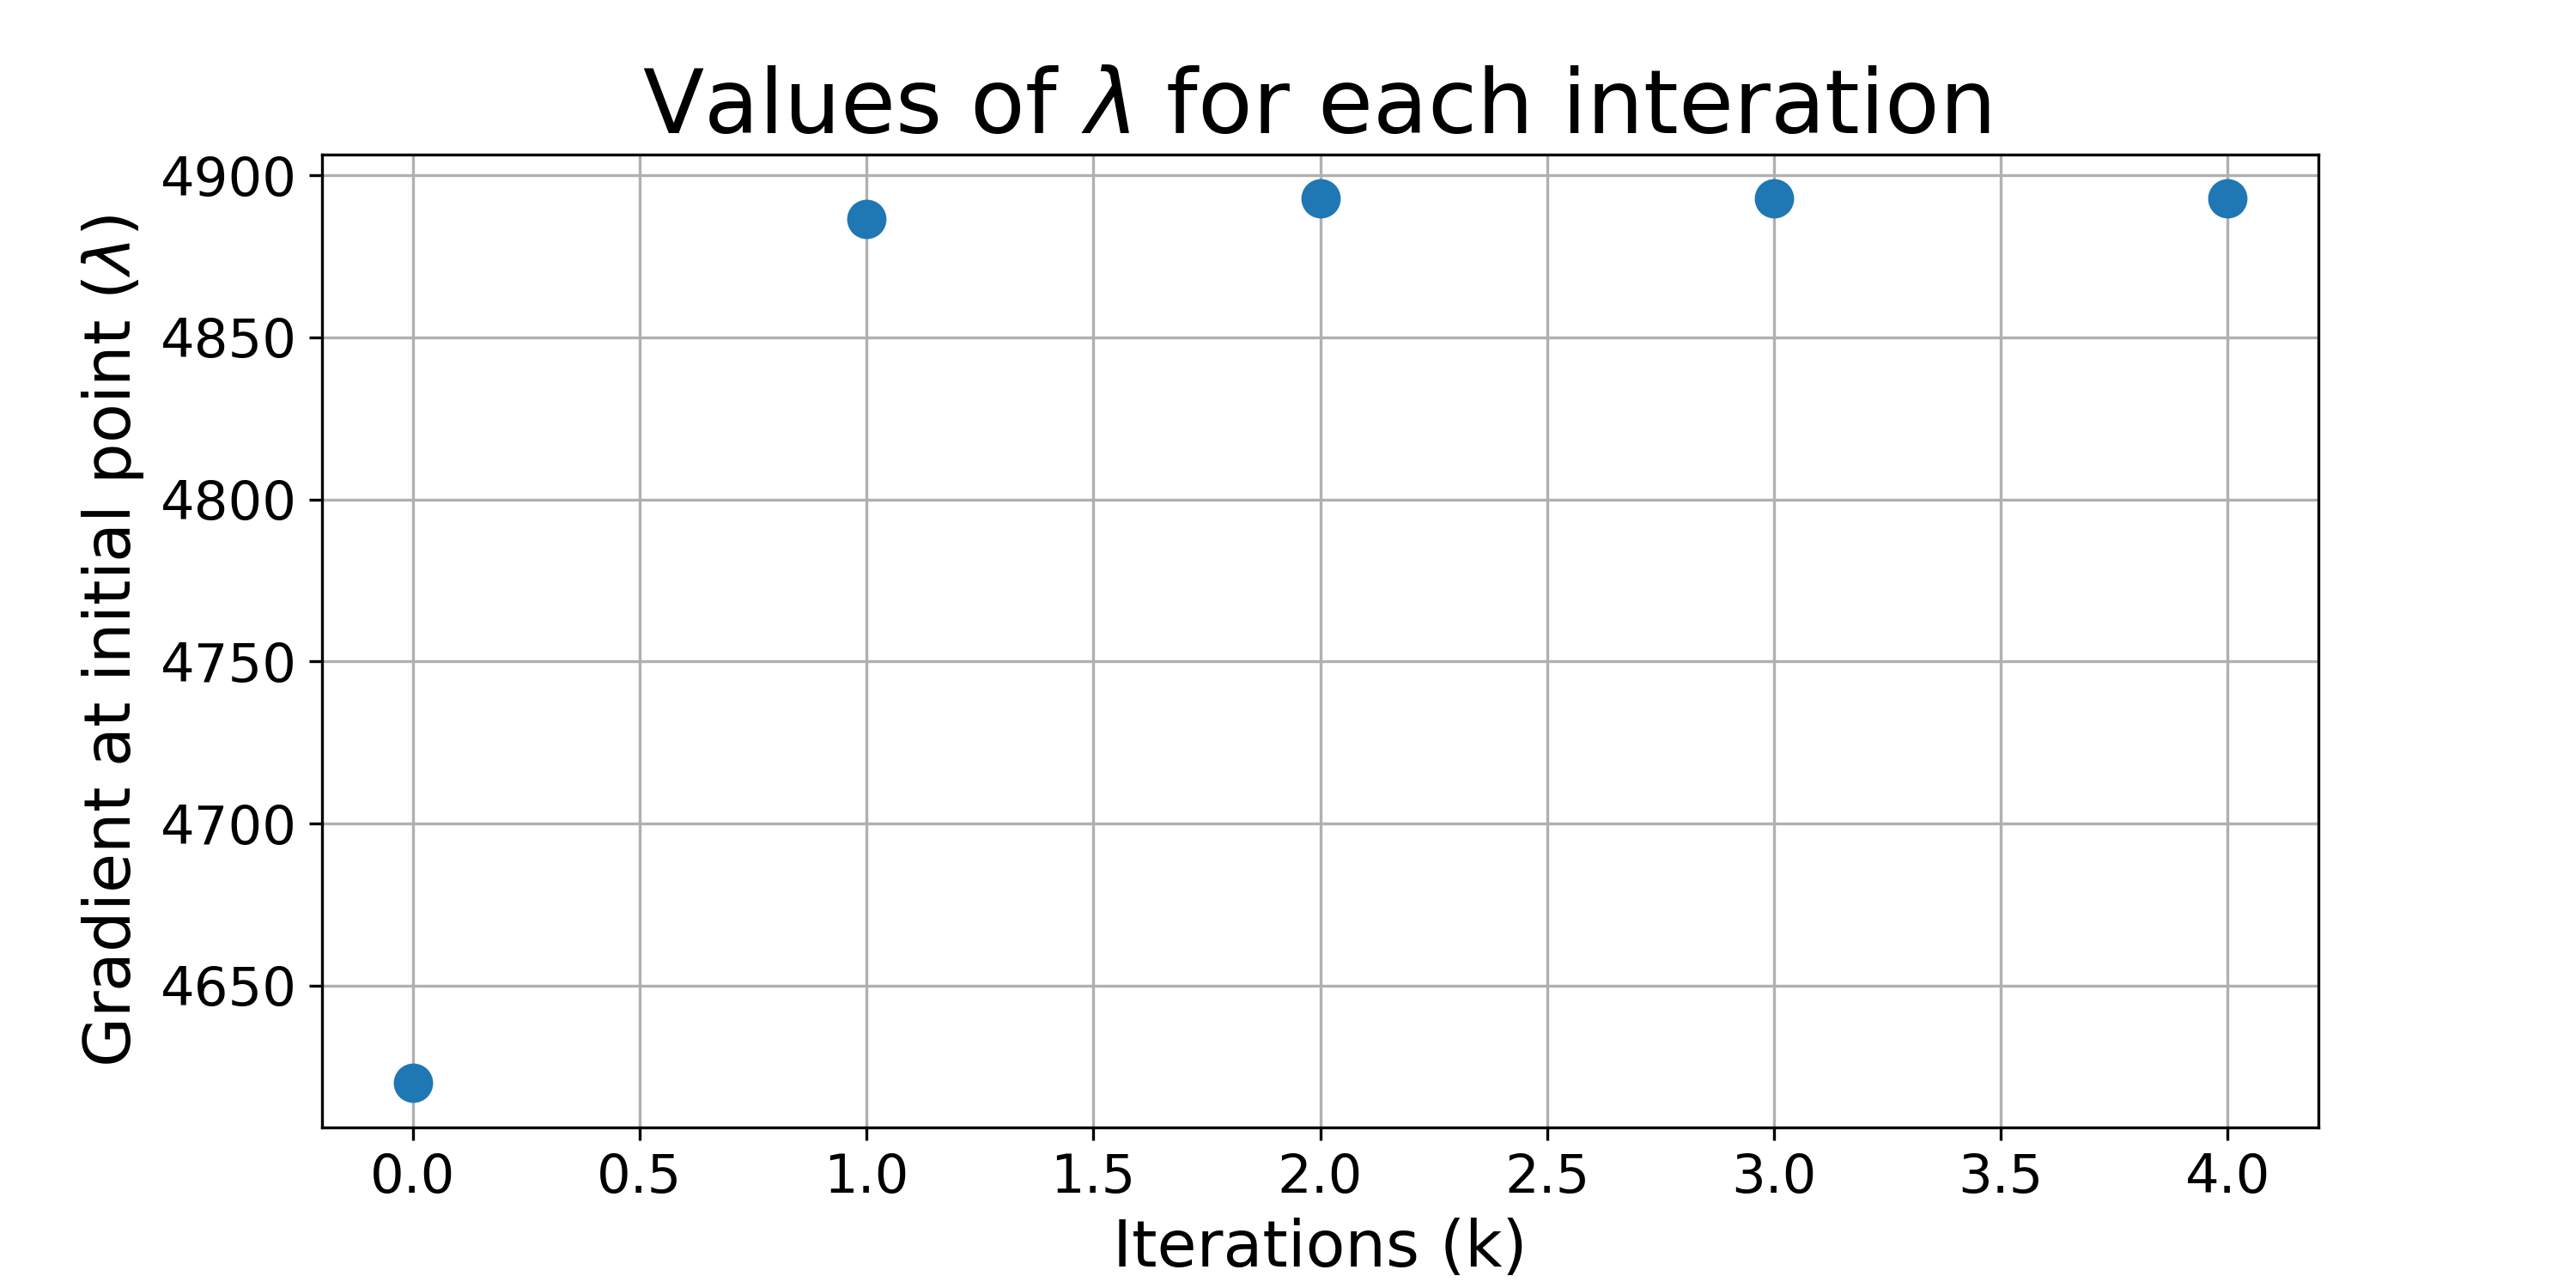 Values of λ for each interation
Gradient at initial point (λ)
4900
4850
4800
4750
4700
4650
0.0 0.5 1.0 1.5 2.0 2.5 3.0 3.5 4.0
Iterations (k)